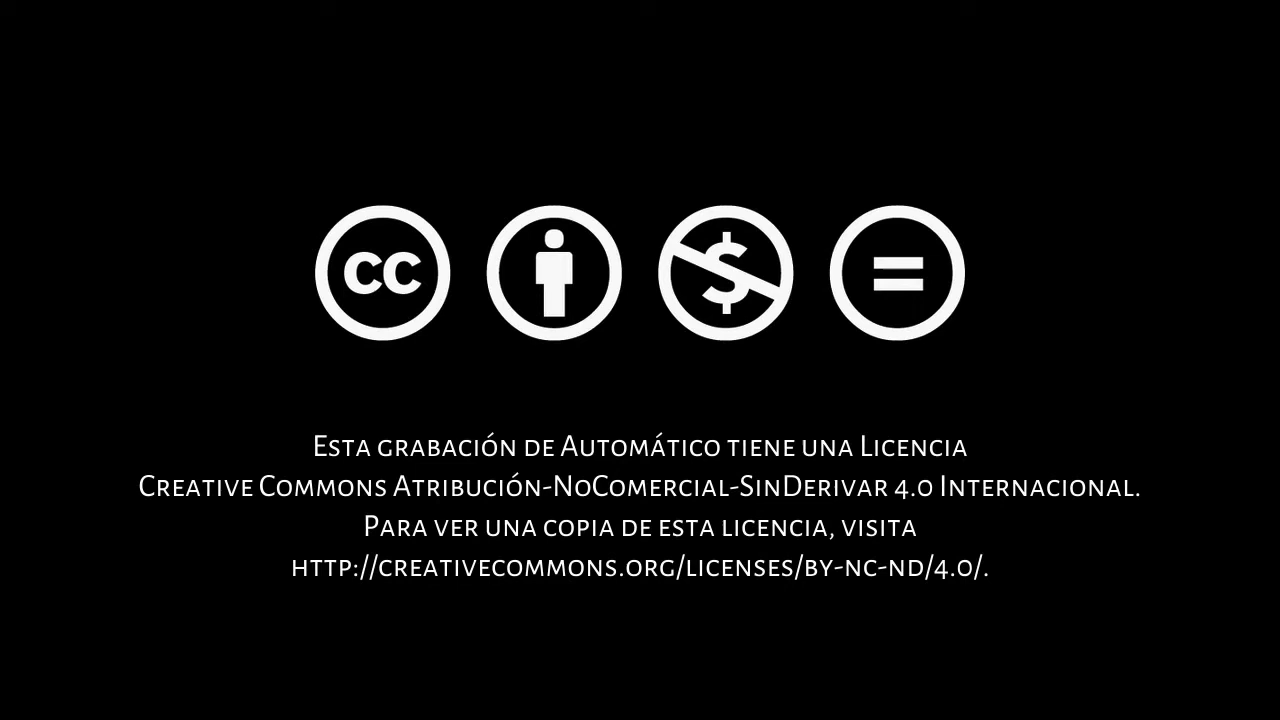 cc $ =
Esta grabación de Automático tiene una Licencia
Creative Commons Atribución-NoComercial-SinDerivar 4.0 Internacional.
Para ver una copia de esta licencia, visita
http://creativecommons.org/licenses/by-nc-nd/4.0/.